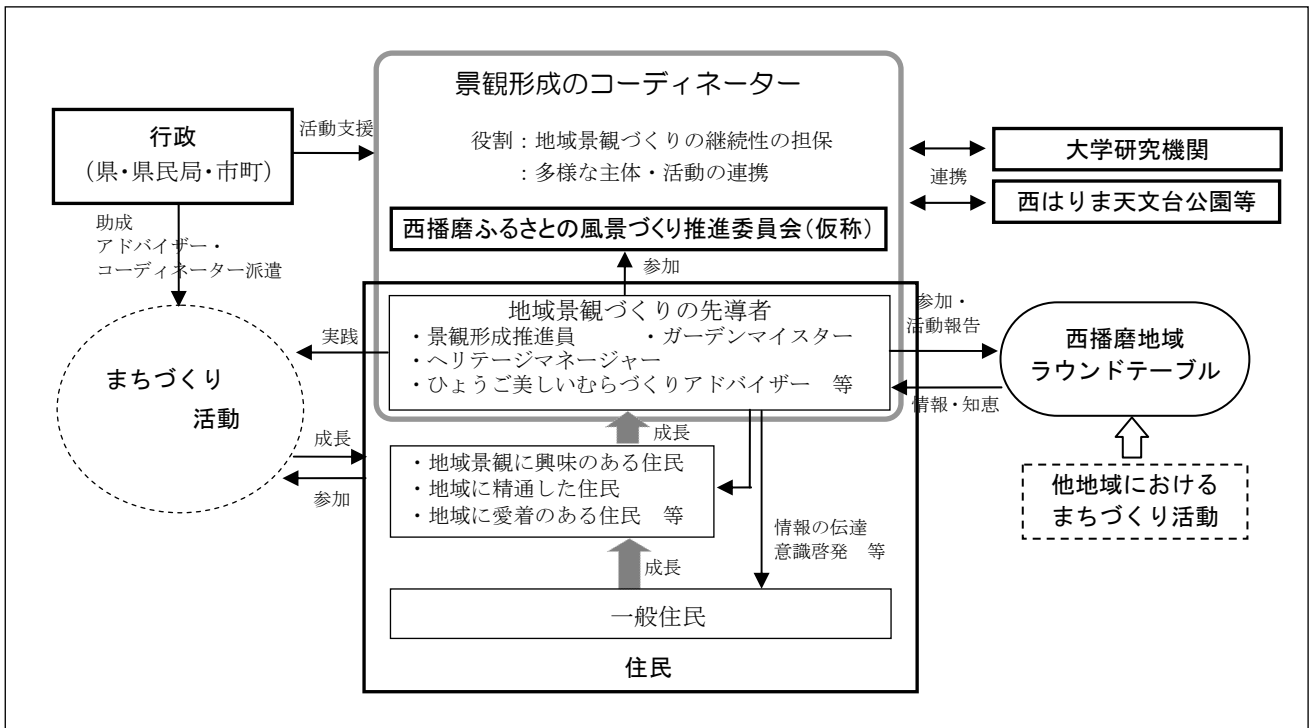 景観形成のコーディネーター
役割：地域景観づくりの継続性の担保
：多様な主体・活動の連携
行政
（県・県民局・市町）
活動支援
大学研究機関
連携
西はりま天文台公園等
助成
アドバイザー・
コーディネーター派遣
西播磨ふるさとの風景づくり推進委員会（仮称）
参加
地域景観づくりの先導者
・景観形成推進員　・ガーデンマイスター
・ヘリテージマネージャー
・ひょうご美しいむらづくりアドバイザー　等
実践
参加・
活動報告
西播磨地域
ラウンドテーブル
情報・知恵
まちづくり
活動
成長
参加
成長
・地域景観に興味のある住民
・地域に精通した住民
・地域に愛着のある住民　等
他地域における
まちづくり活動
情報の伝達
意識啓発　等
成長
一般住民
住民